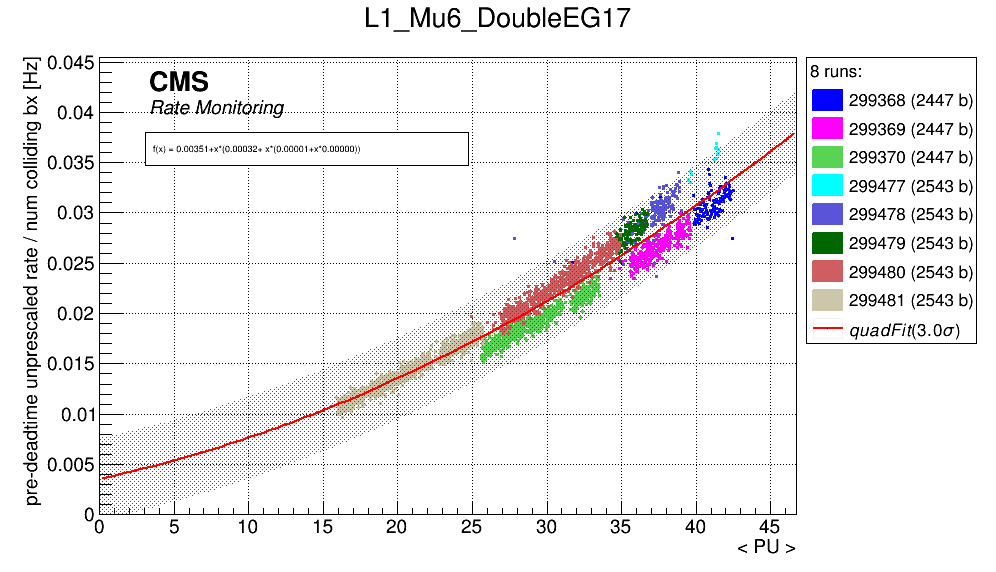 L1_Mu6_DoubleEG17
pre-deadtime unprescaled rate / num colliding bx [Hz]
CMS
Rate Monitoring
f(x) = 0.00351+x*(0.00032+ x*(0.00001+x*0.00000))
0.045
0.04
0.035
0.03
0.025
0.02
0.015
0.01
0.005
0
0 5 10 15 20 25 30 35 40 45
< PU >
8 runs:
299368 (2447 b)
299369 (2447 b)
299370 (2447 b)
299477 (2543 b)
299478 (2543 b)
299479 (2543 b)
299480 (2543 b)
299481 (2543 b)
quadFit(3.0σ)